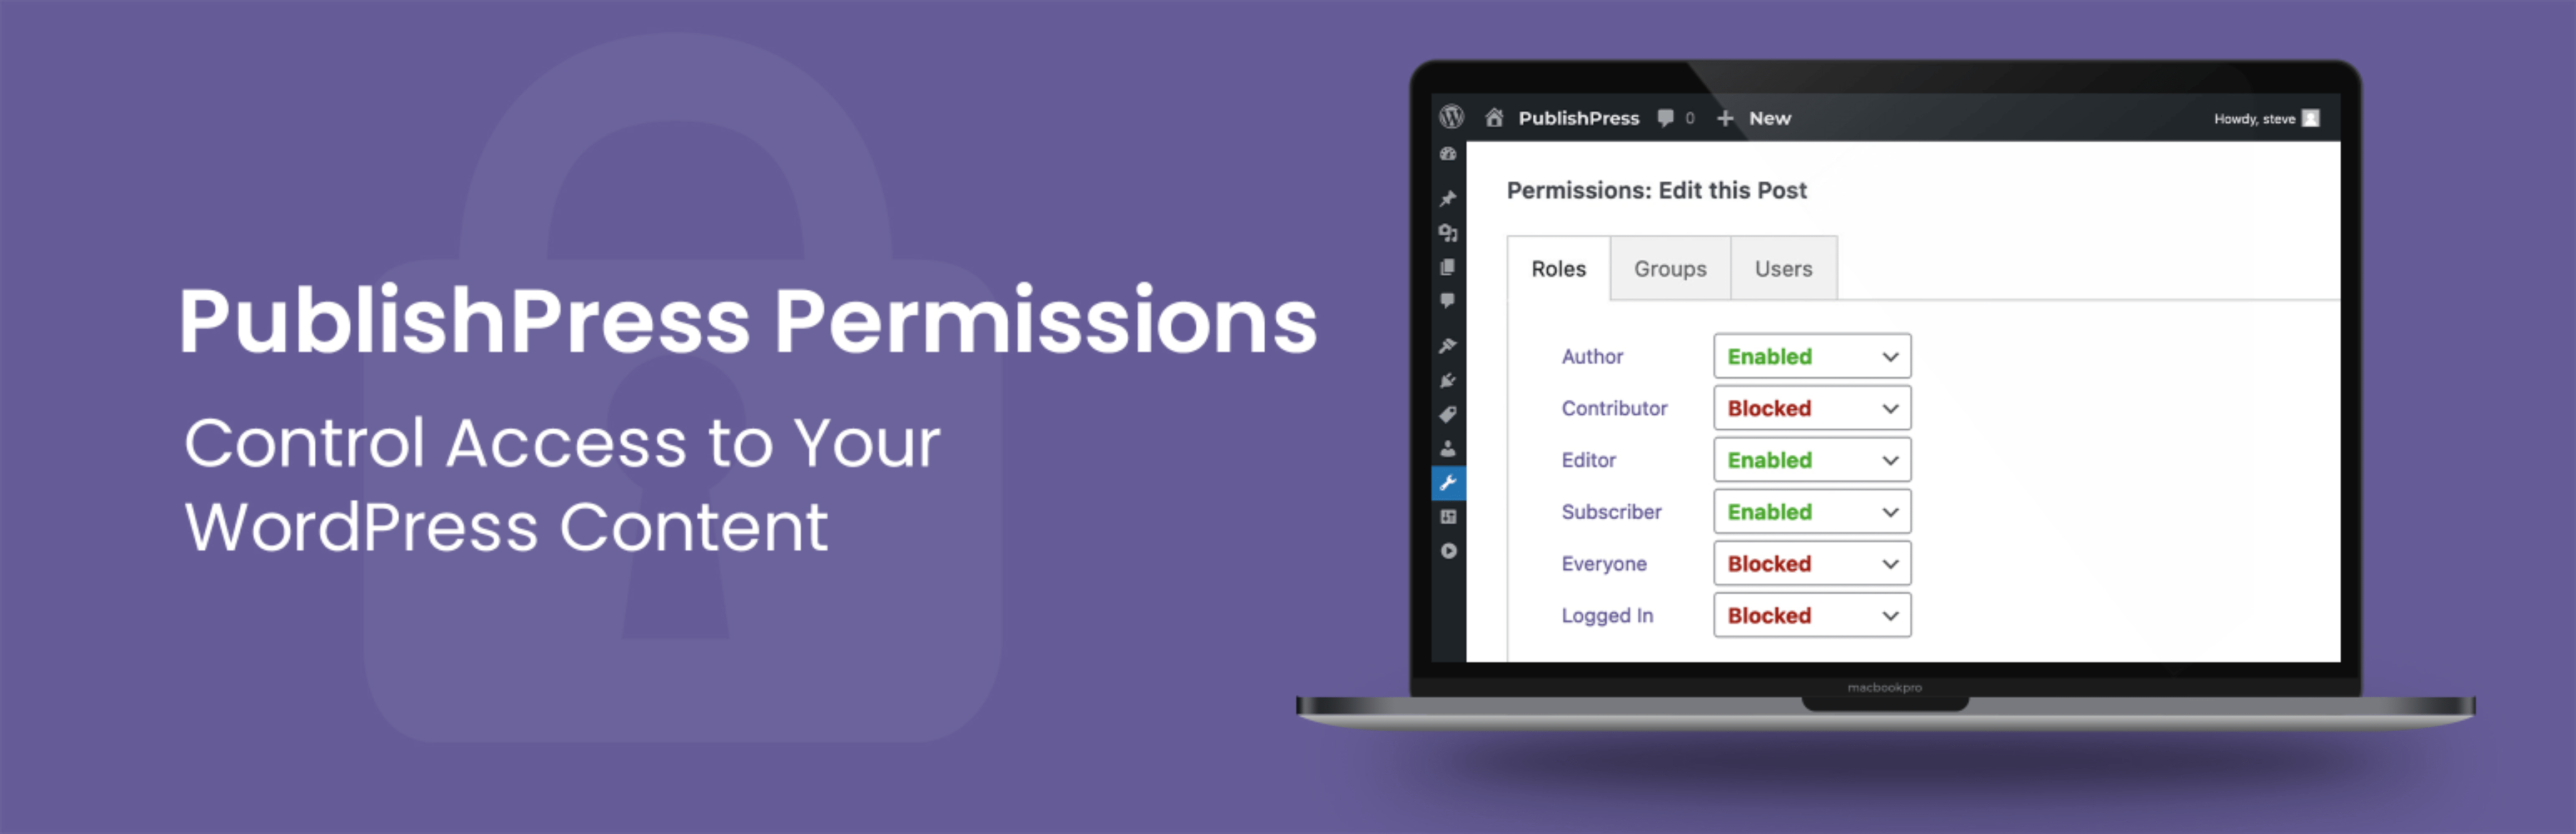 PublishPress Permissions
Control Access to Your
WordPress Content
PublishPress 0 + New Howdy, steve
Permissions: Edit this Post
Roles Groups Users
Author Enabled
Contributor Blocked
Editor Enabled
Subscriber Enabled
Everyone Blocked
Logged In Blocked
macbookpro